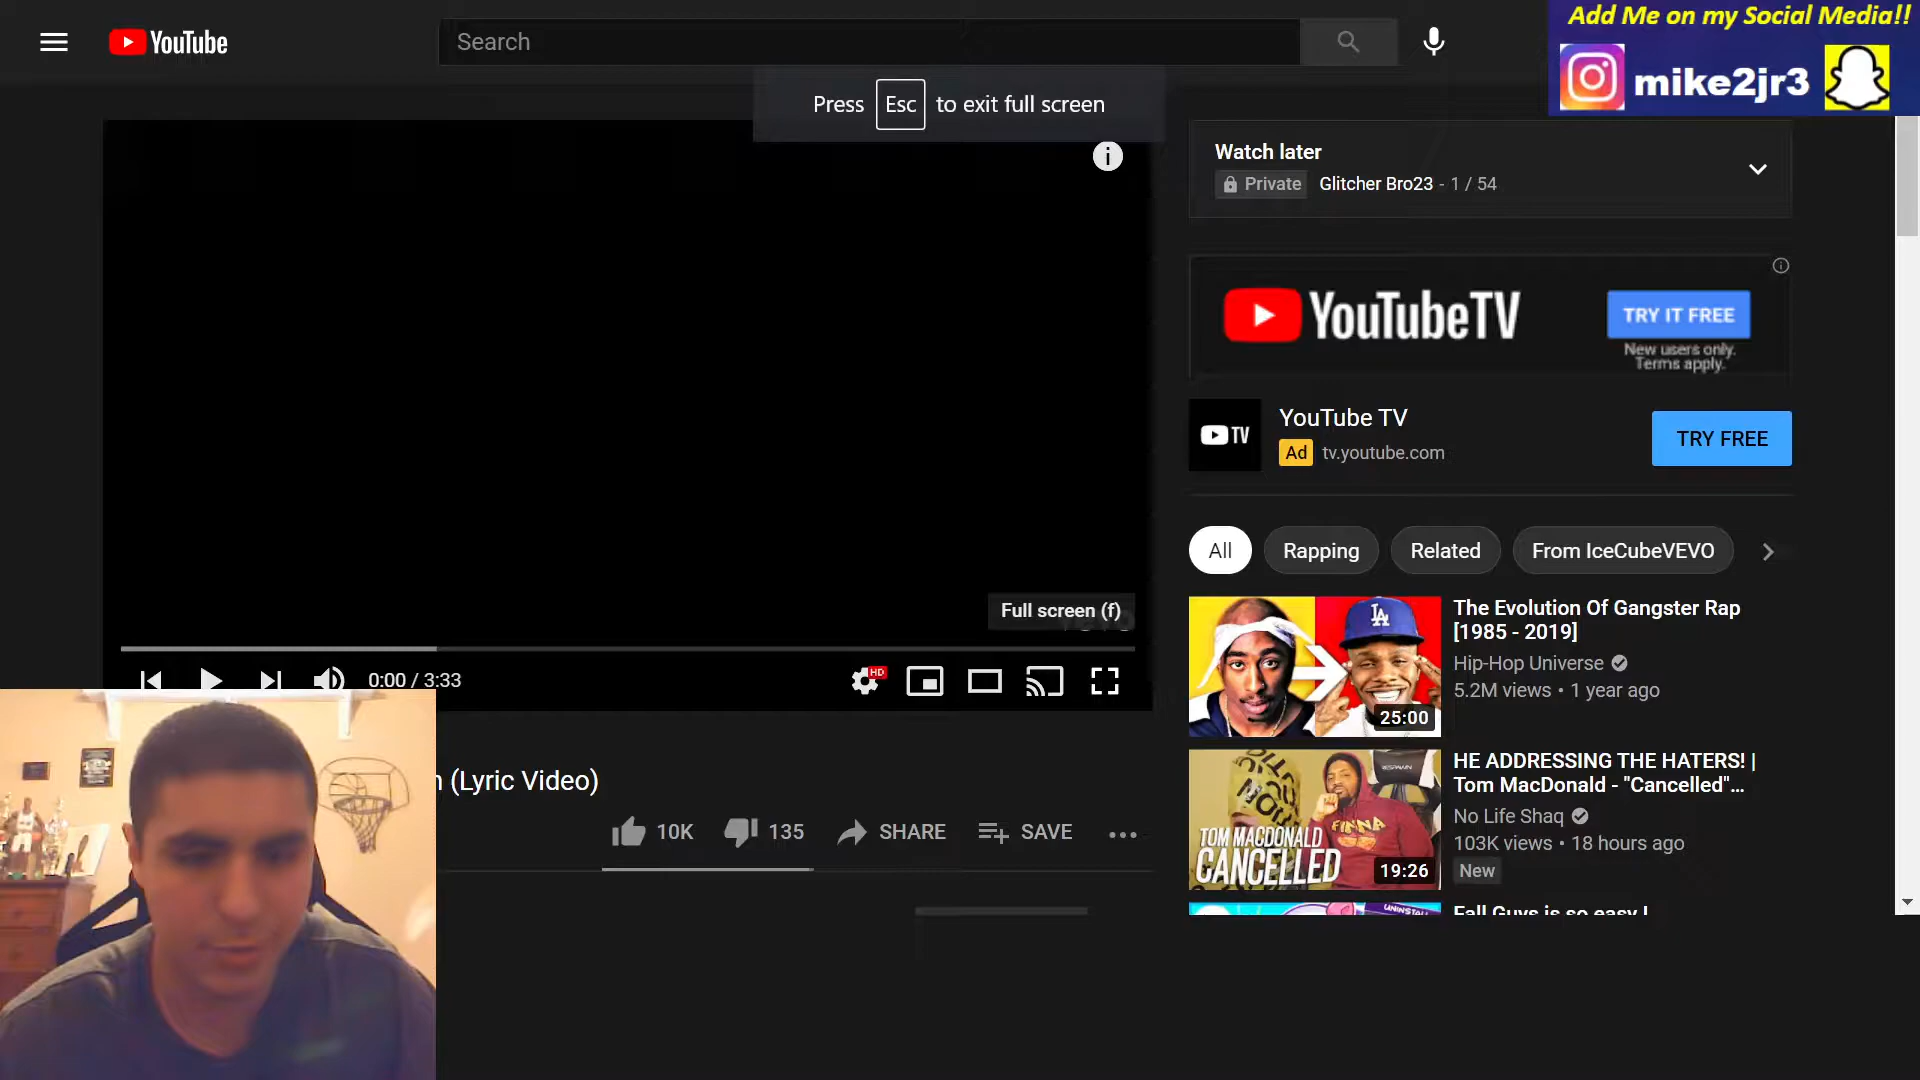 YouTube
Search
Add Me on my Social Media!!
mike2jr3
Press Esc to exit full screen
i
Watch later
Private Glitcher Bro23 - 1 / 54
YouTubeTV
TRY IT FREE
New users only.
Terms apply.
TV
YouTube TV
Ad tv.youtube.com
TRY FREE
All Rapping Related From IceCubeVEVO
Full screen (f)
0:00 / 3:33
HD
The Evolution Of Gangster Rap
[1985 - 2019]
Hip-Hop Universe
5.2M views • 1 year ago
LA
25:00
(Lyric Video)
10K 135 SHARE SAVE
HE ADDRESSING THE HATERS! |
Tom MacDonald - "Cancelled"...
No Life Shaq
103K views • 18 hours ago
New
RESPAWN
FINNA
TOM MACDONALD
CANCELLED
19:26
Fall Guys is so easy I